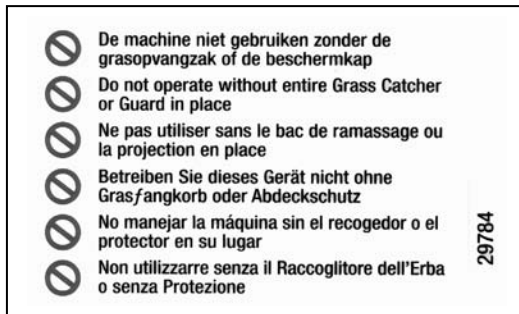 De machine niet gebruiken zonder de
grasopvangzak of de beschermkap
Do not operate without entire Grass Catcher
or Guard in place
Ne pas utiliser sans le bac de ramassage ou
la projection en place
Betreiben Sie dieses Gerät nicht ohne
Grasƒangkorb oder Abdeckschutz
No manejar la máquina sin el recogedor o el
protector en su lugar
Non utilizzarre senza il Raccoglitore dell'Erba
o senza Protezione
29784